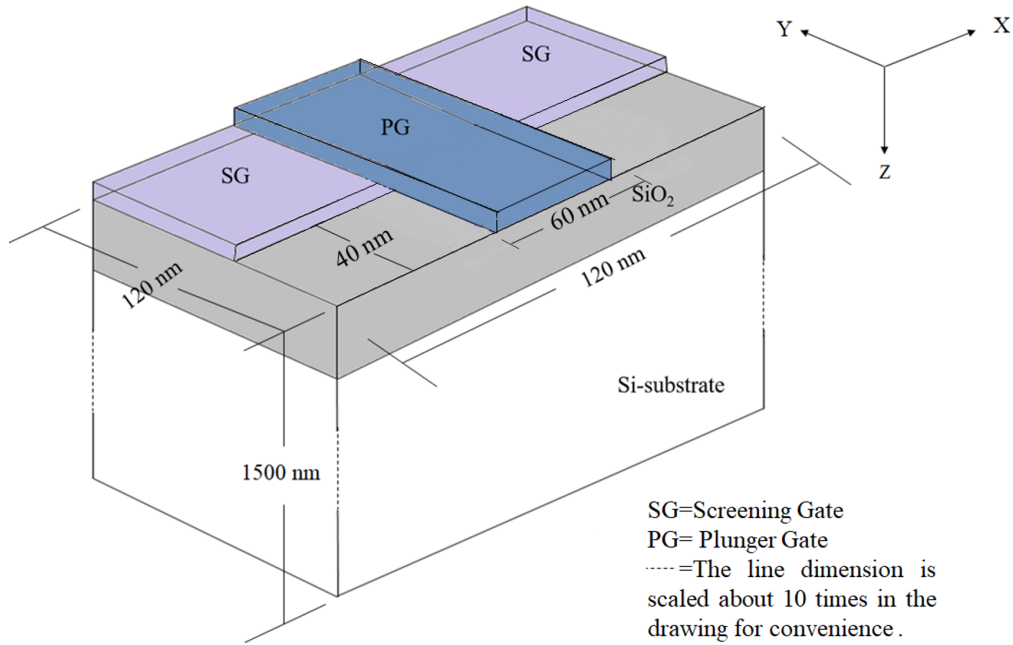 Y
X
SG
PG
Z
SG
SiO₂
60 nm
40 nm
120 nm
120 nm
Si-substrate
1500 nm
SG=Screening Gate
PG= Plunger Gate
----- =The line dimension is
scaled about 10 times in the
drawing for convenience .